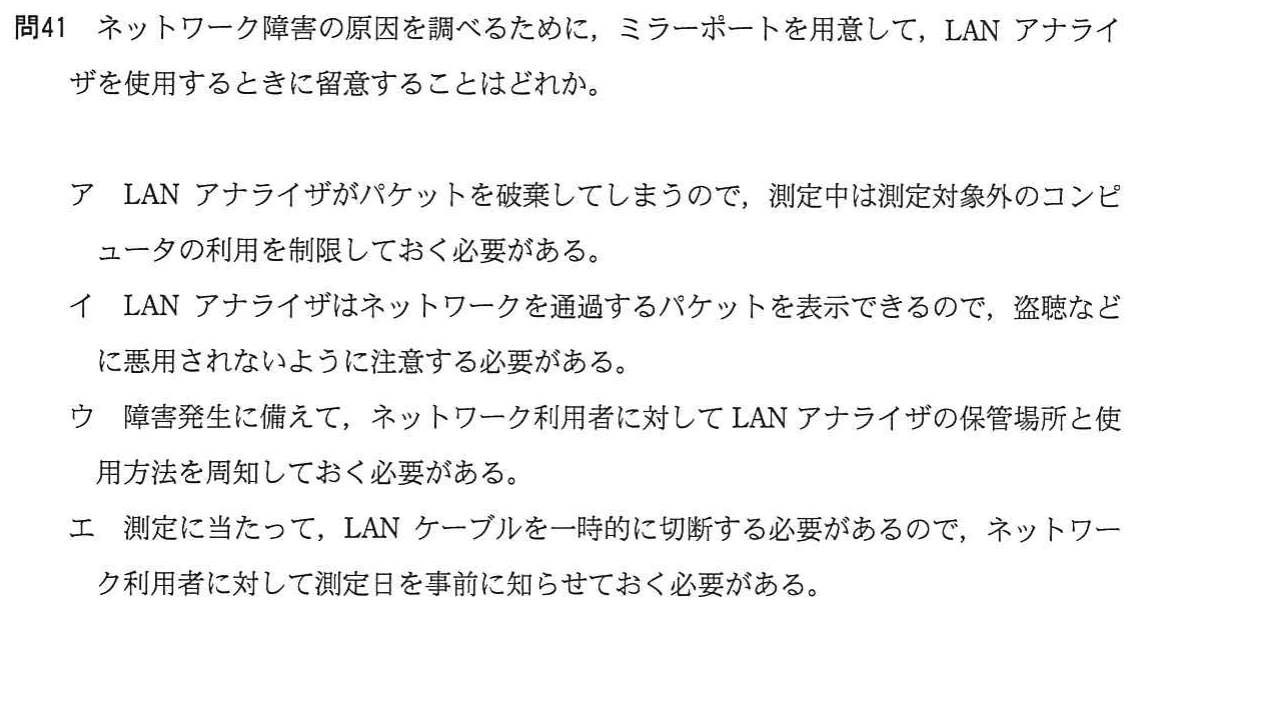 問41 ネットワーク障害の原因を調べるために，ミラーポートを用意して，LAN アナライ
ザを使用するときに留意することはどれか。
ア LAN アナライザがパケットを破棄してしまうので，測定中は測定対象外のコンピ
ュータの利用を制限しておく必要がある。
イ LAN アナライザはネットワークを通過するパケットを表示できるので，盗聴など
に悪用されないように注意する必要がある。
ウ 障害発生に備えて，ネットワーク利用者に対して LAN アナライザの保管場所と使
用方法を周知しておく必要がある。
エ 測定に当たって，LAN ケーブルを一時的に切断する必要があるので，ネットワー
ク利用者に対して測定日を事前に知らせておく必要がある。